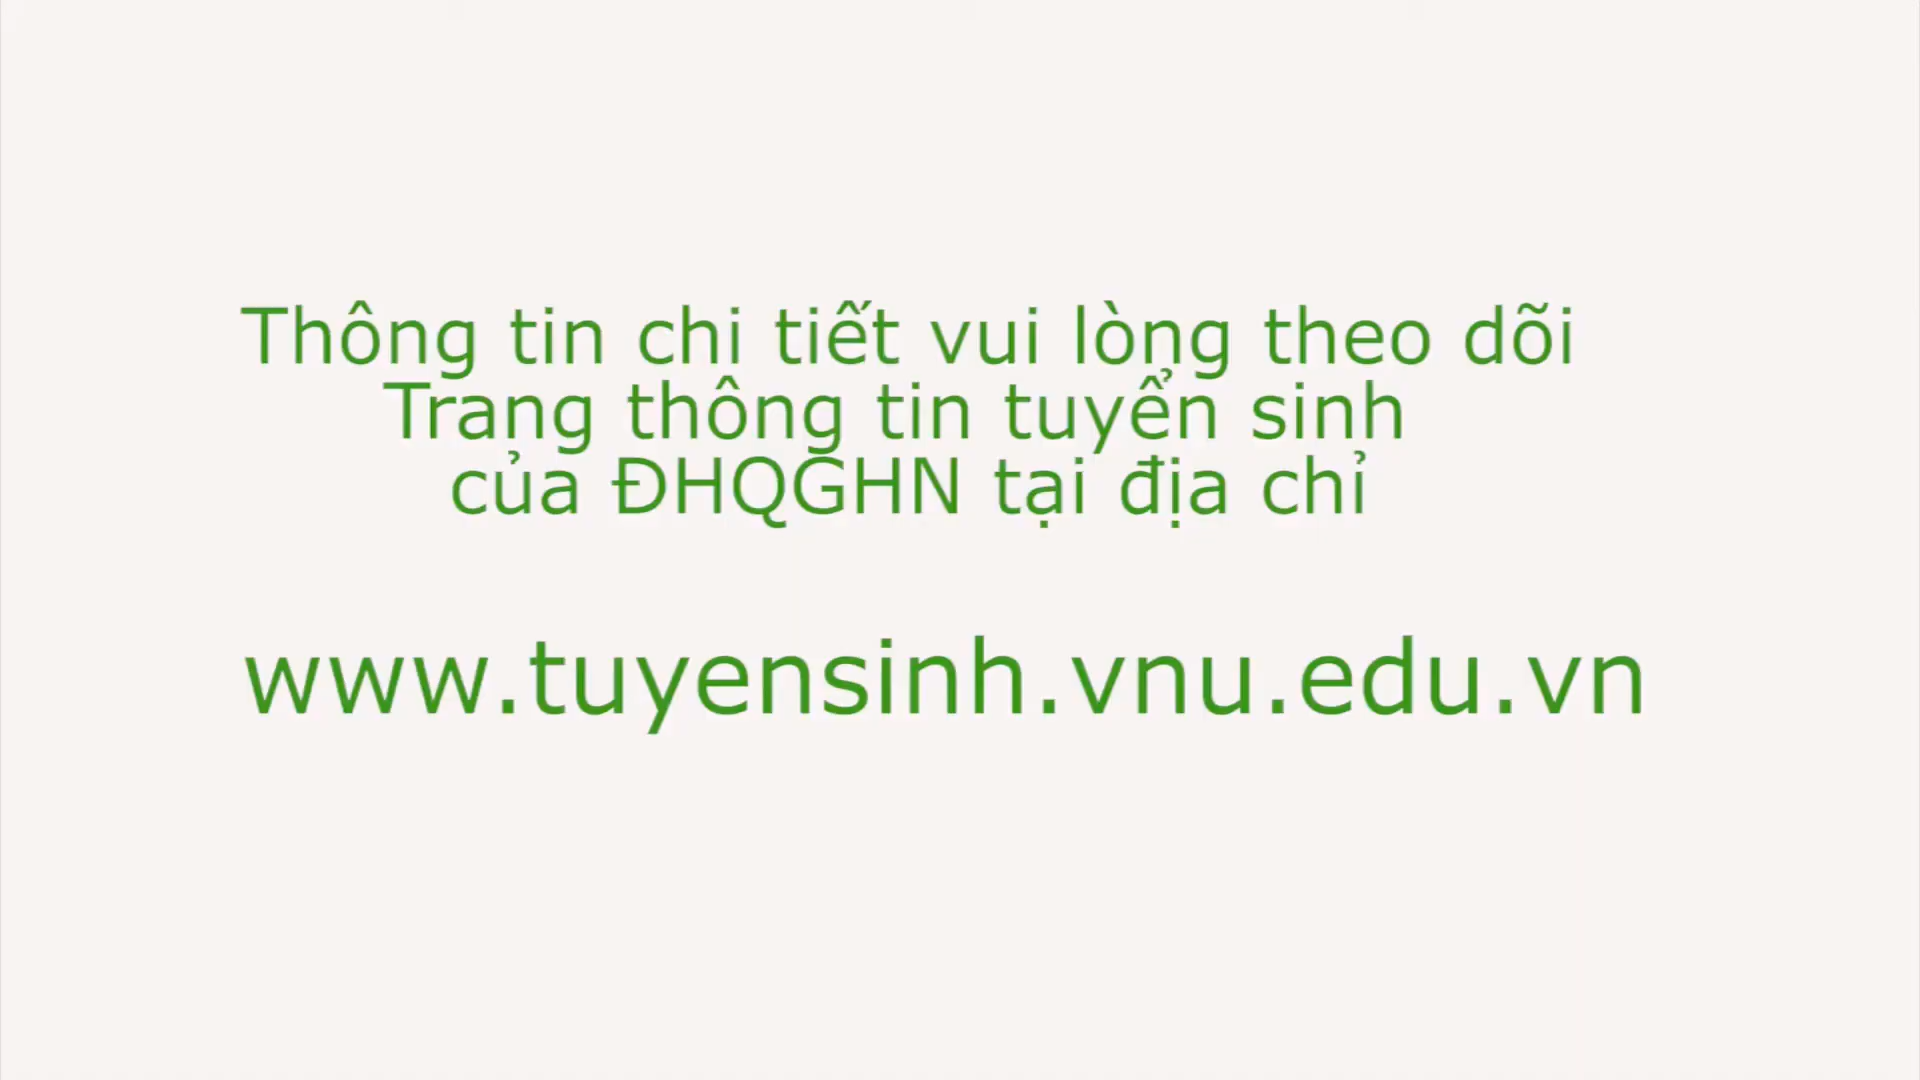 Thông tin chi tiết vui lòng theo dõi
Trang thông tin tuyển sinh
của ĐHQGHN tại địa chỉ
www.tuyensinh.vnu.edu.vn